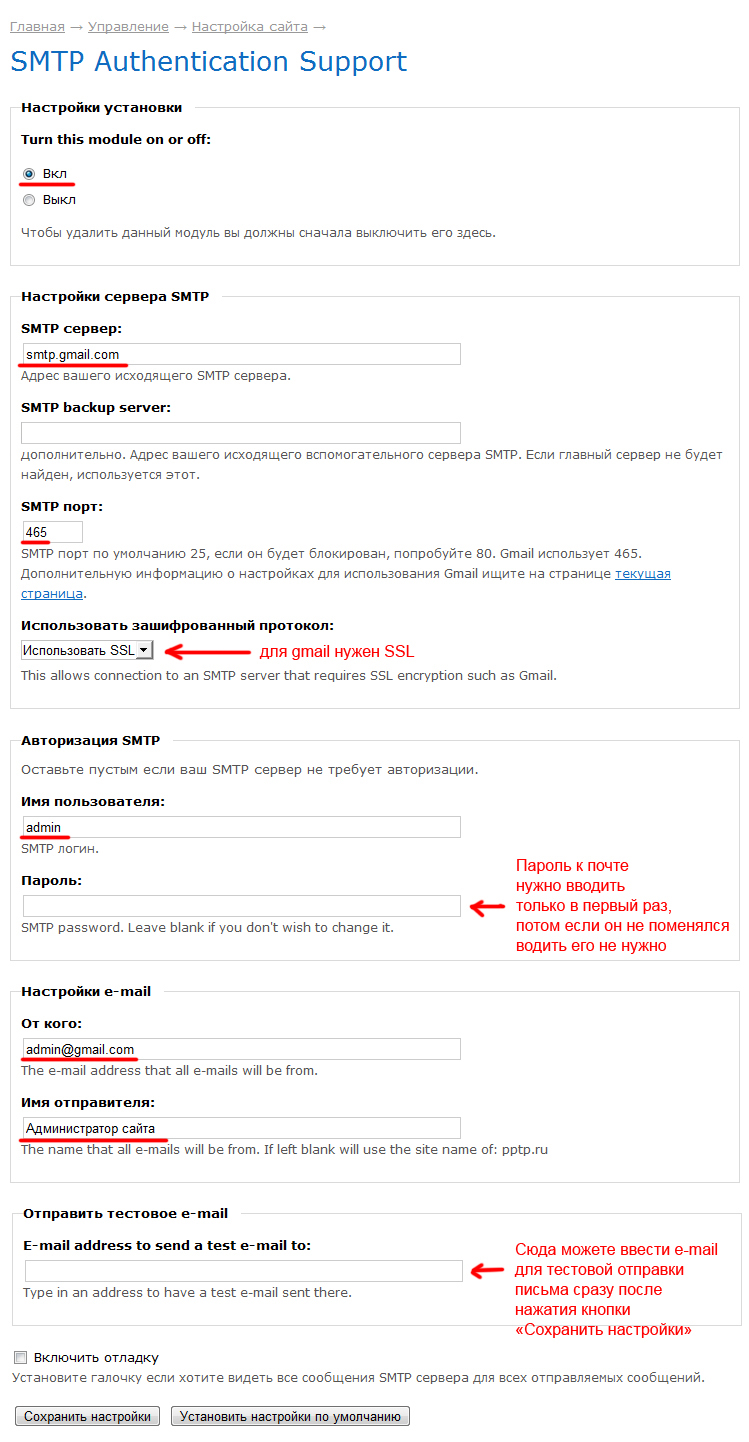 Главная → Управление → Настройка сайта →
SMTP Authentication Support
Настройки установки
Turn this module on or off:
Вкл
Выкл
Чтобы удалить данный модуль вы должны сначала выключить его здесь.
Настройки сервера SMTP
SMTP сервер:
smtp.gmail.com
Адрес вашего исходящего SMTP сервера.
SMTP backup server:
дополнительно. Адрес вашего исходящего вспомогательного сервера SMTP. Если главный сервер не будет
найден, используется этот.
SMTP порт:
465
SMTP порт по умолчанию 25, если он будет блокирован, попробуйте 80. Gmail использует 465.
Дополнительную информацию о настройках для использования Gmail ищите на странице текущая
страница.
Использовать зашифрованный протокол:
Использовать SSL
для gmail нужен SSL
This allows connection to an SMTP server that requires SSL encryption such as Gmail.
Авторизация SMTP
Оставьте пустым если ваш SMTP сервер не требует авторизации.
Имя пользователя:
admin
SMTP логин.
Пароль:
SMTP password. Leave blank if you don't wish to change it.
Пароль к почте
нужно вводить
только в первый раз,
потом если он не поменялся
водить его не нужно
Настройки e-mail
От кого:
admin@gmail.com
The e-mail address that all e-mails will be from.
Имя отправителя:
Администратор сайта
The name that all e-mails will be from. If left blank will use the site name of: pptp.ru
Отправить тестовое e-mail
E-mail address to send a test e-mail to:
Type in an address to have a test e-mail sent there.
Сюда можете ввести e-mail
для тестовой отправки
письма сразу после
нажатия кнопки
«Сохранить настройки»
Включить отладку
Установите галочку если хотите видеть все сообщения SMTP сервера для всех отправляемых сообщений.
Сохранить настройки
Установить настройки по умолчанию